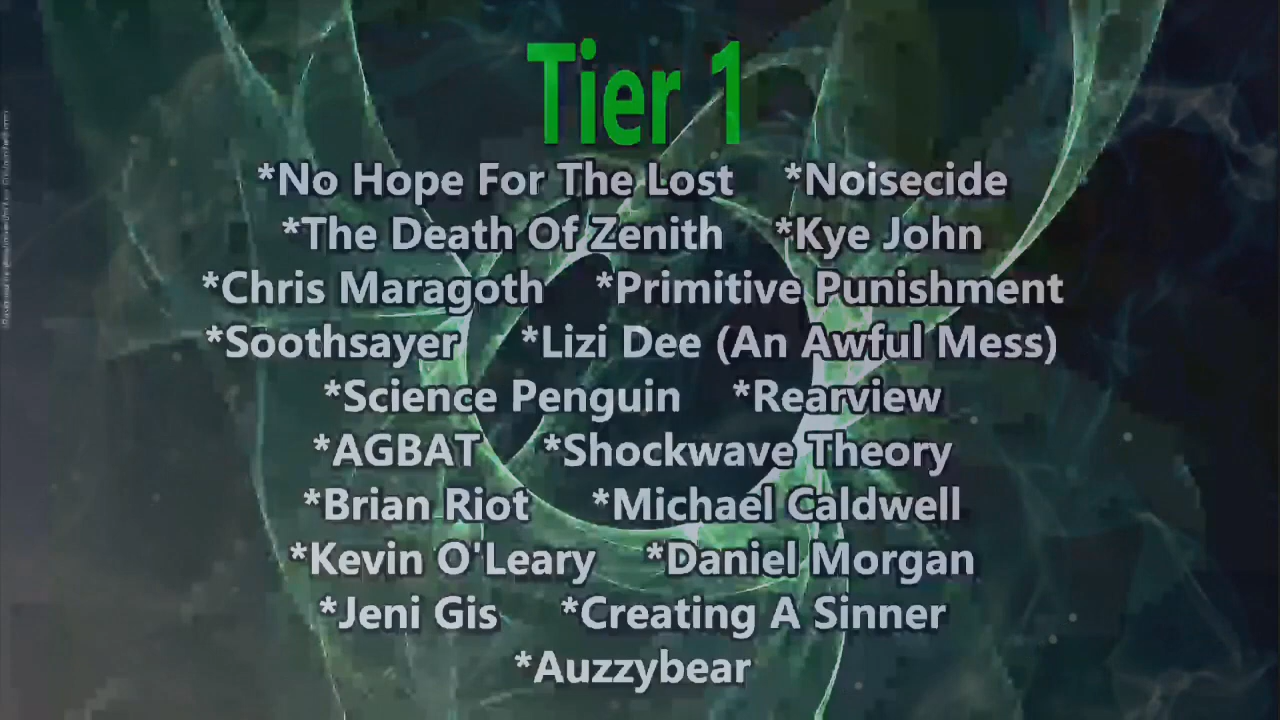 Tier 1
*No Hope For The Lost *Noisecide
*The Death Of Zenith *Kye John
*Chris Maragoth *Primitive Punishment
*Soothsayer *Lizi Dee (An Awful Mess)
*Science Penguin *Rearview
*AGBAT *Shockwave Theory
*Brian Riot *Michael Caldwell
*Kevin O'Leary *Daniel Morgan
*Jeni Gis *Creating A Sinner
*Auzzybear